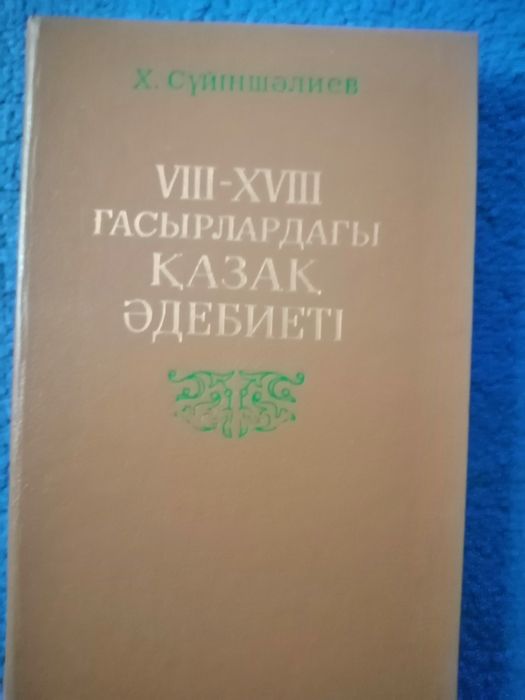 Х. Сүйіншәлиев
VIII-XVIII
ҒАСЫРЛАРДАҒЫ
ҚАЗАҚ
ӘДЕБИЕТІ